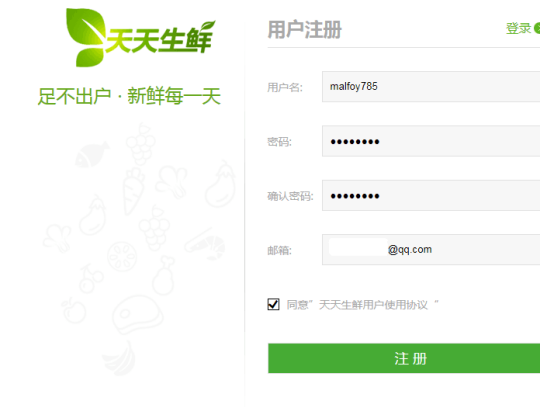 天天生鲜
足不出户 · 新鲜每一天
用户注册
登录
用户名: malfoy785
密码: ●●●●●●●●
确认密码: ●●●●●●●●
邮箱: @qq.com
同意” 天天生鲜用户使用协议 “
注 册